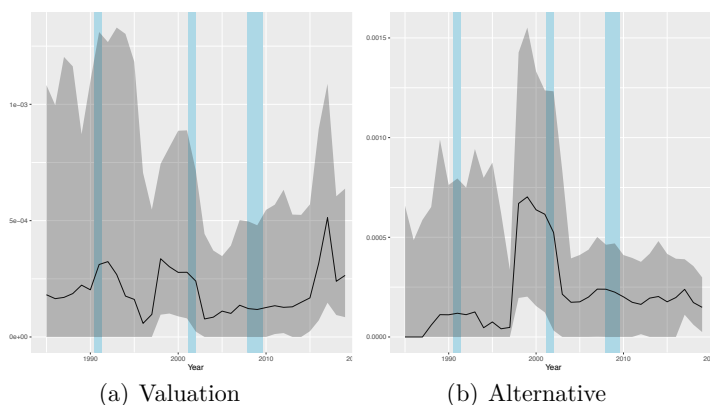 0.0015
1e-03
0.0010
5e-04
0.0005
0e+00
0.0000
1990 2000 2010 20
1990 2000 2010 20
Year
Year
(a) Valuation
(b) Alternative